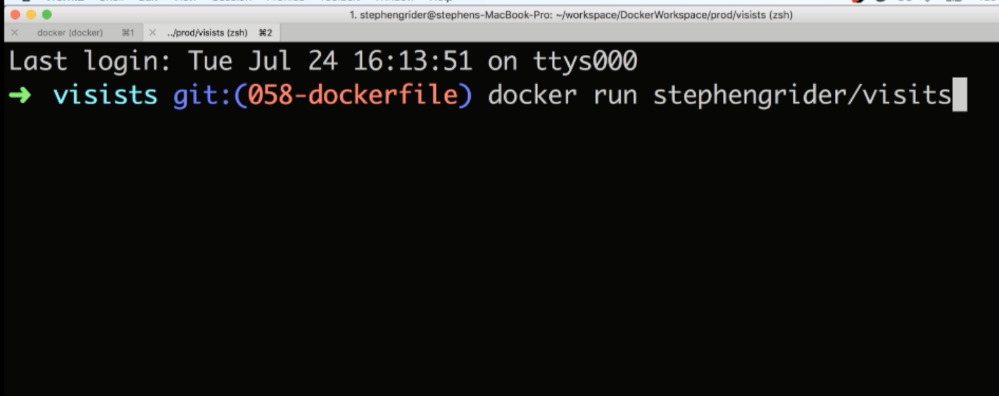 1. stephengrider@stephens-MacBook-Pro: ~/workspace/DockerWorkspace/prod/visists (zsh)
docker (docker) ⌘1 ../prod/visists (zsh) ⌘2
Last login: Tue Jul 24 16:13:51 on ttys000
➜ visists git:(058-dockerfile) docker run stephengrider/visits